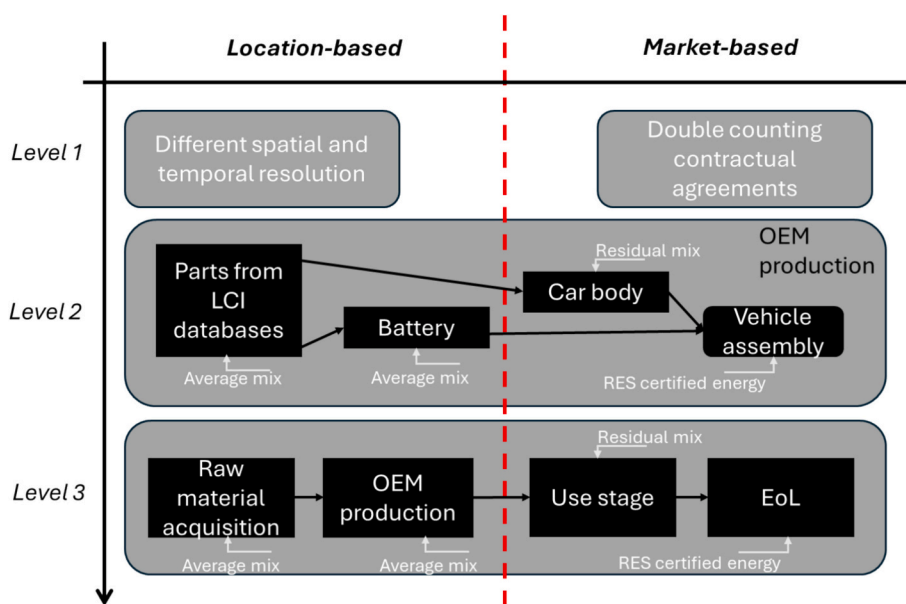 Location-based
Market-based
Level 1
Different spatial and
temporal resolution
Double counting
contractual
agreements
Level 2
OEM
production
Residual mix
Parts from
LCI
databases
Car body
Battery
Vehicle
assembly
Average mix
Average mix
RES certified energy
Level 3
Residual mix
Raw
material
acquisition
OEM
production
Use stage
EoL
Average mix
Average mix
RES certified energy